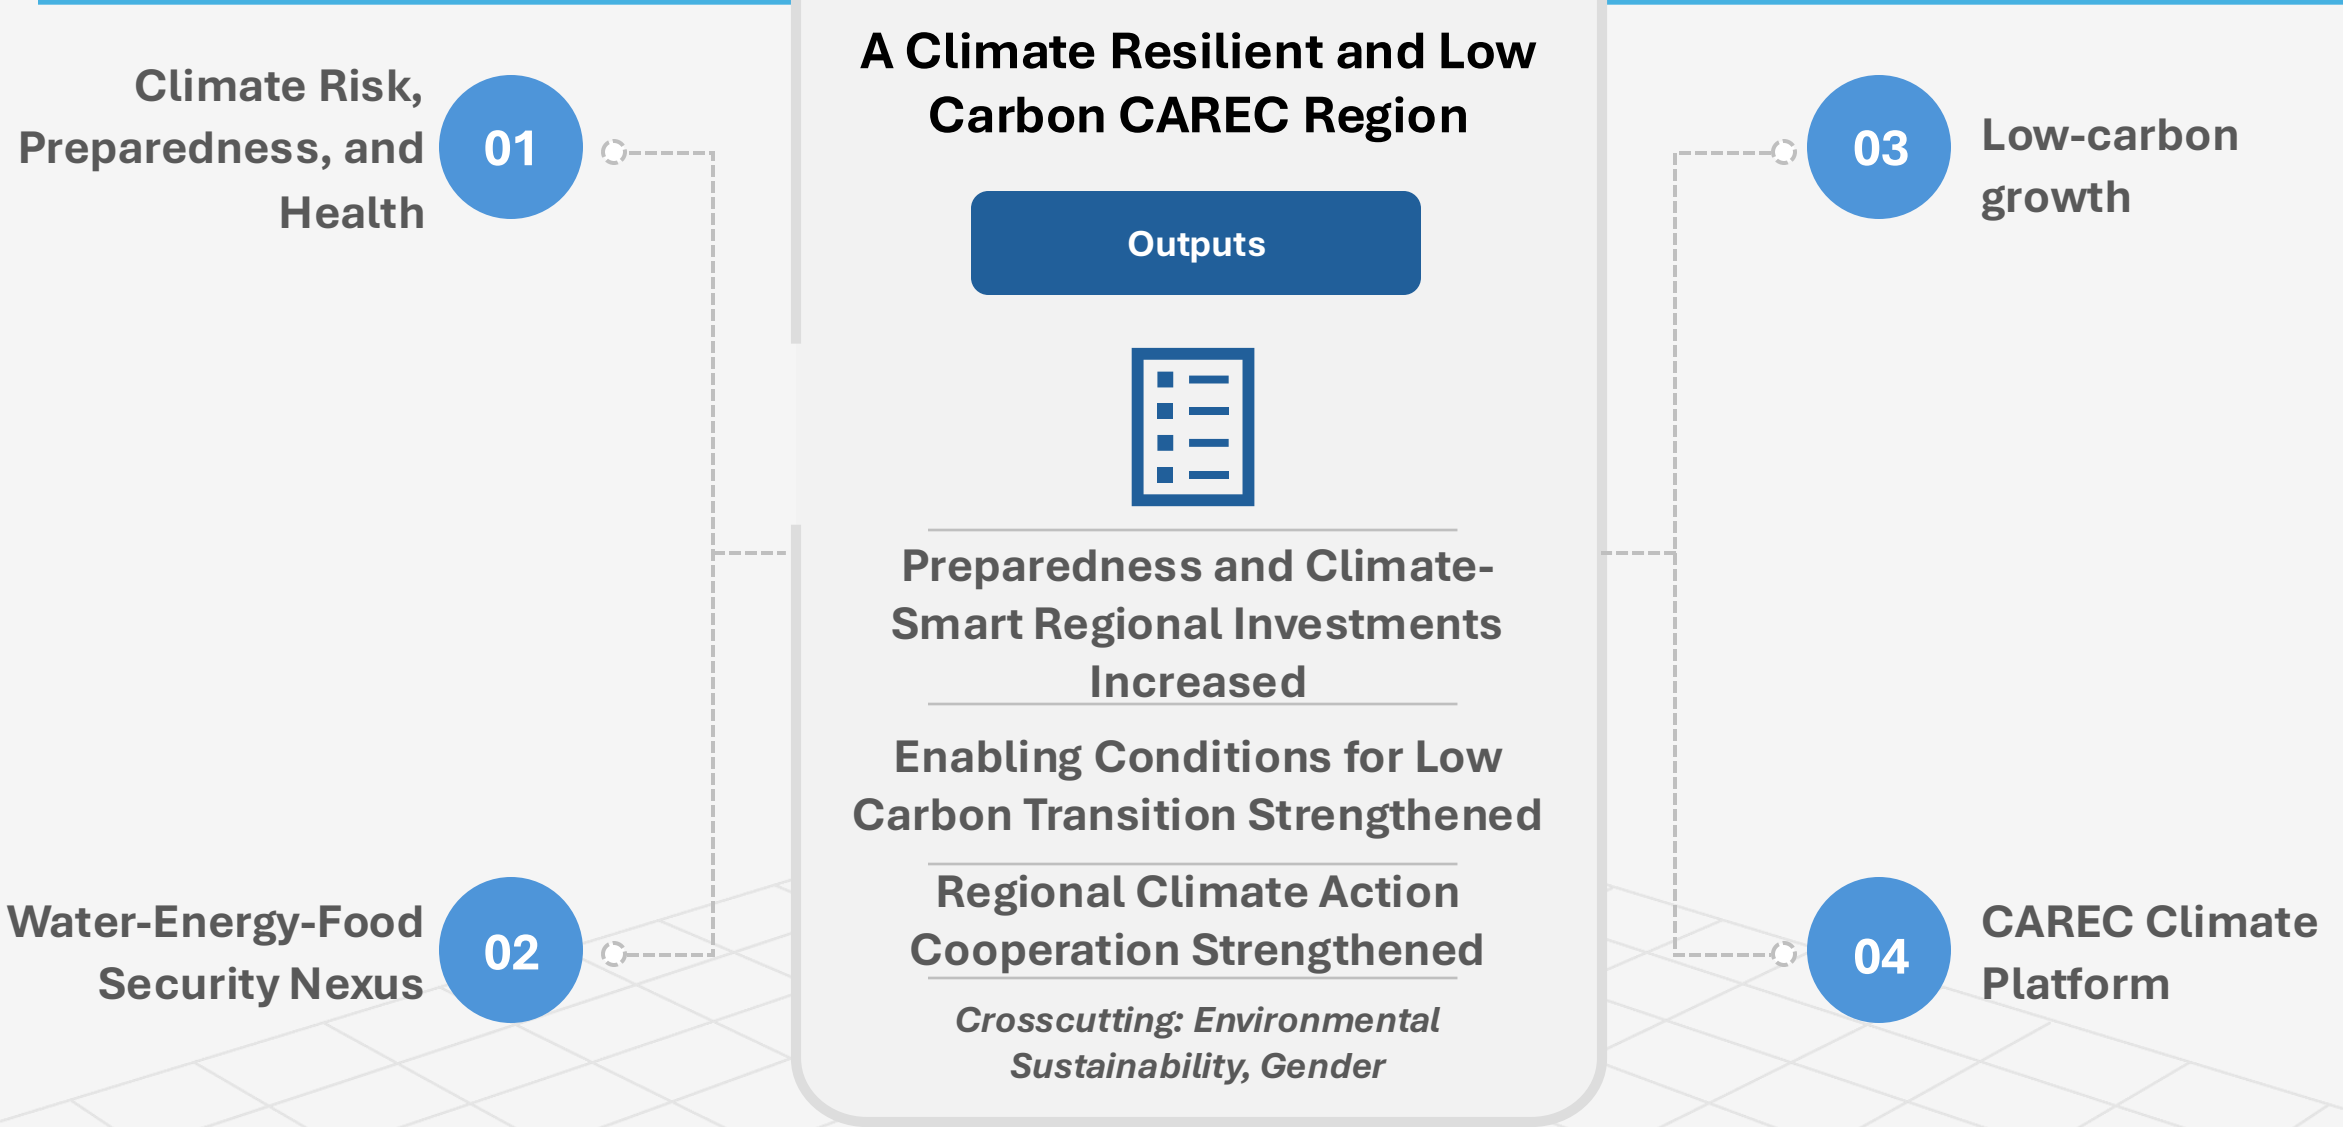 Climate Risk,
Preparedness, and
Health
01
Water-Energy-Food
Security Nexus
02
A Climate Resilient and Low
Carbon CAREC Region
Outputs
Preparedness and Climate-
Smart Regional Investments
Increased
Enabling Conditions for Low
Carbon Transition Strengthened
Regional Climate Action
Cooperation Strengthened
Crosscutting: Environmental
Sustainability, Gender
03
Low-carbon
growth
04
CAREC Climate
Platform